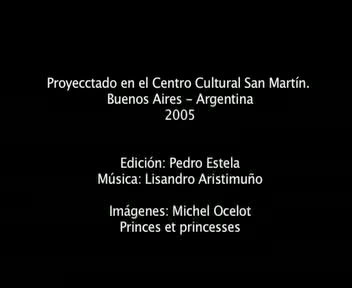 Proyecctado en el Centro Cultural San Martín.
Buenos Aires - Argentina
2005
Edición: Pedro Estela
Música: Lisandro Aristimuño
Imágenes: Michel Ocelot
Princes et princesses